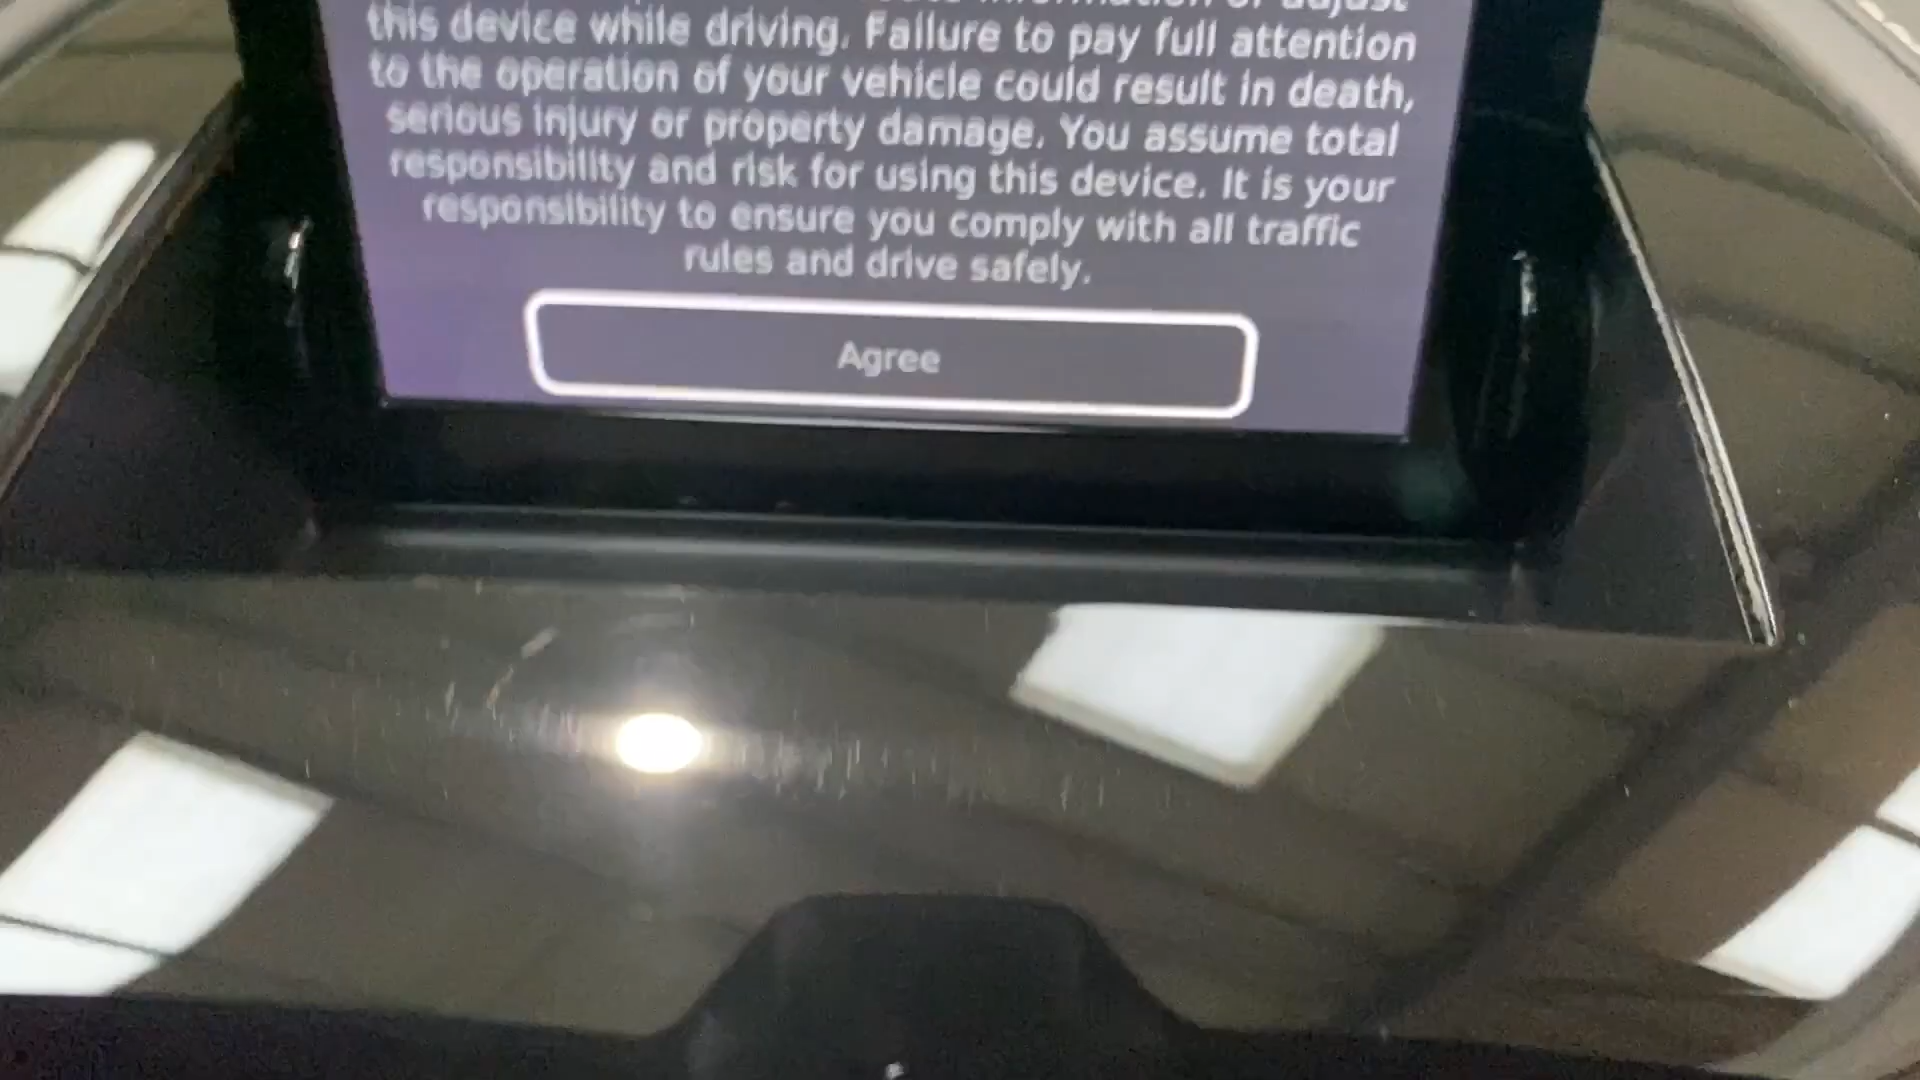 adjust
this device while driving. Failure to pay full attention
to the operation of your vehicle could result in death,
serious injury or property damage. You assume total
responsibility and risk for using this device. It is your
responsibility to ensure you comply with all traffic
rules and drive safely.
Agree